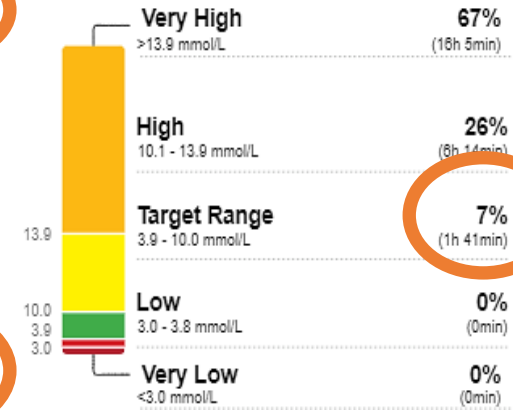 Very High 67%
>13.9 mmol/L (16h 5min)
High 26%
10.1 - 13.9 mmol/L (6h 14min)
Target Range 7%
13.9 3.9 - 10.0 mmol/L (1h 41min)
Low 0%
10.0 3.0 - 3.8 mmol/L (0min)
3.9
3.0
Very Low 0%
<3.0 mmol/L (0min)